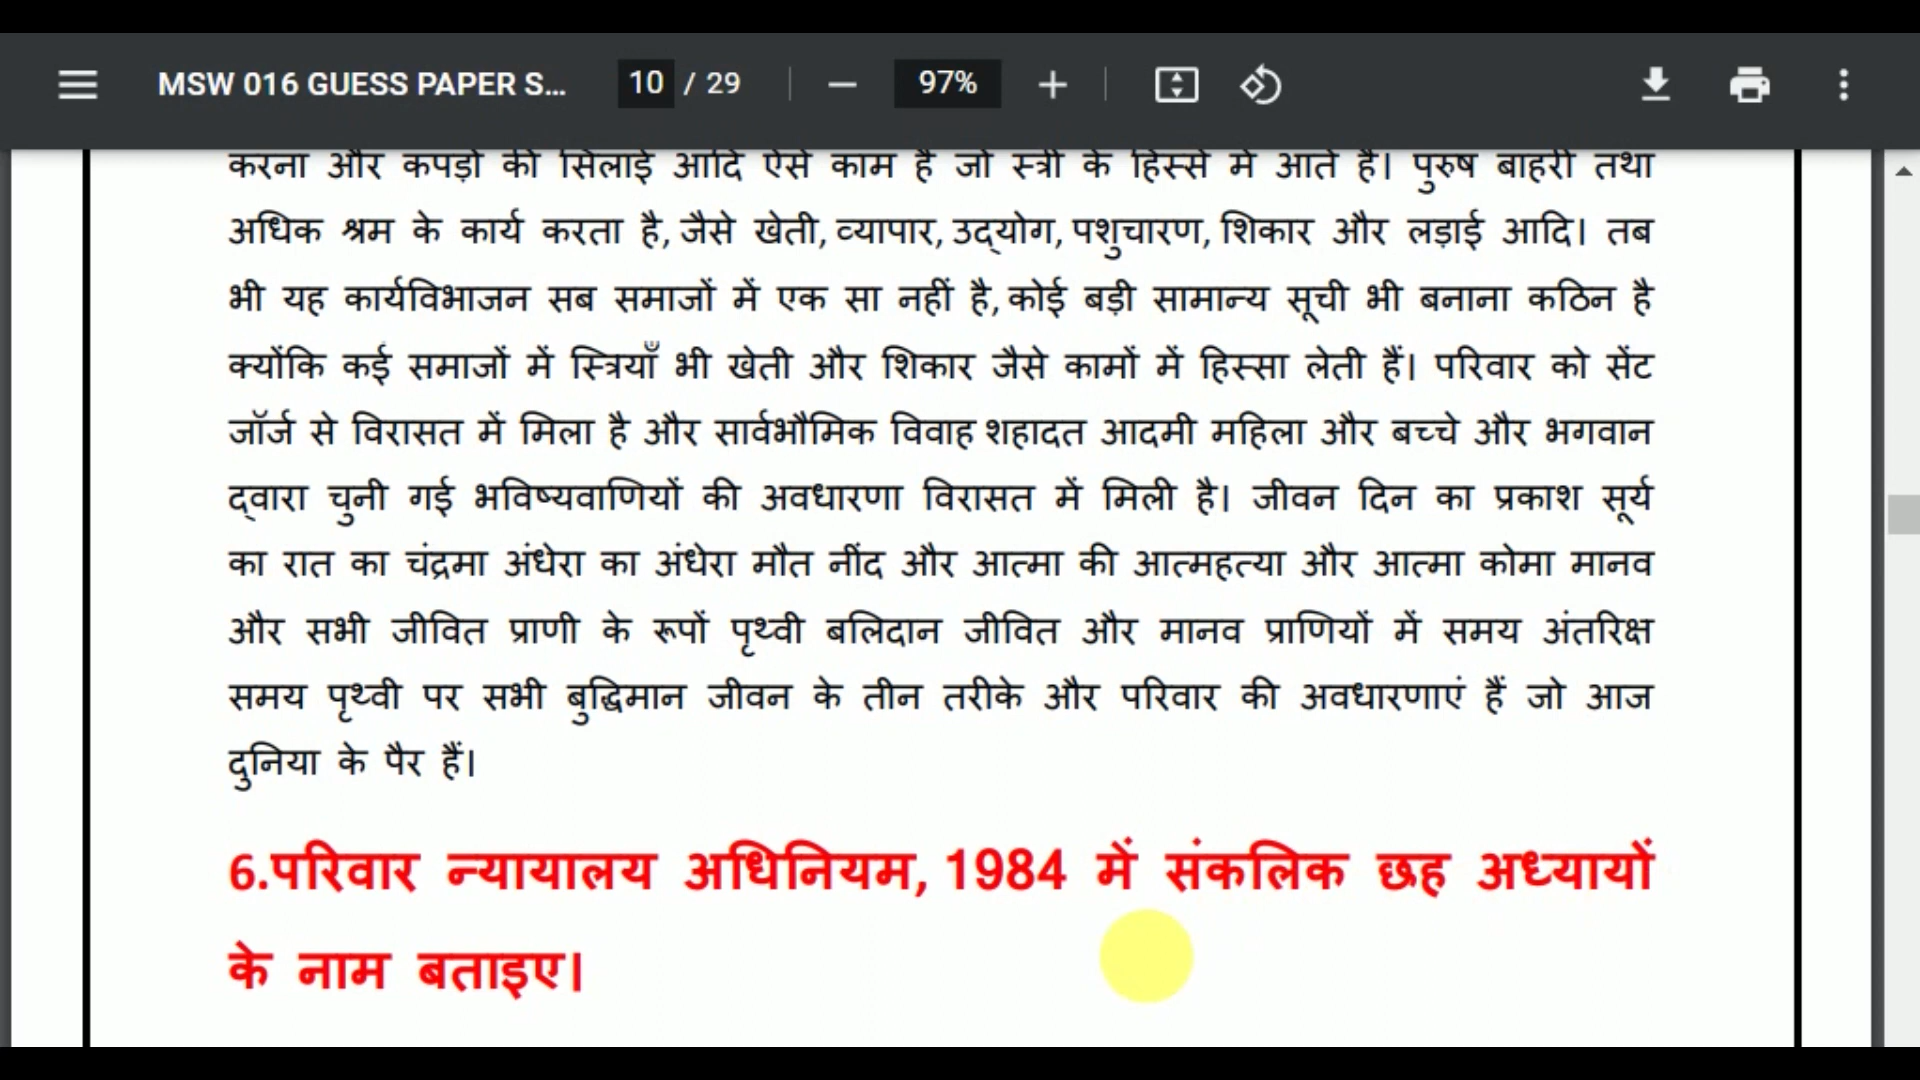 MSW 016 GUESS PAPER S... 10 / 29 97%
करना और कपड़ों की सिलाई आदि ऐसे काम हैं जो स्त्री के हिस्से में आते हैं। पुरुष बाहरी तथा
अधिक श्रम के कार्य करता है, जैसे खेती, व्यापार, उद्योग, पशुचारण, शिकार और लड़ाई आदि। तब
भी यह कार्यविभाजन सब समाजों में एक सा नहीं है, कोई बड़ी सामान्य सूची भी बनाना कठिन है
क्योंकि कई समाजों में स्त्रियाँ भी खेती और शिकार जैसे कामों में हिस्सा लेती हैं। परिवार को सेंट
जॉर्ज से विरासत में मिला है और सार्वभौमिक विवाह शहादत आदमी महिला और बच्चे और भगवान
द्वारा चुनी गई भविष्यवाणियों की अवधारणा विरासत में मिली है। जीवन दिन का प्रकाश सूर्य
का रात का चंद्रमा अंधेरा का अंधेरा मौत नींद और आत्मा की आत्महत्या और आत्मा कोमा मानव
और सभी जीवित प्राणी के रूपों पृथ्वी बलिदान जीवित और मानव प्राणियों में समय अंतरिक्ष
समय पृथ्वी पर सभी बुद्धिमान जीवन के तीन तरीके और परिवार की अवधारणाएं हैं जो आज
दुनिया के पैर हैं।
6.परिवार न्यायालय अधिनियम, 1984 में संकलिक छह अध्यायों
के नाम बताइए।